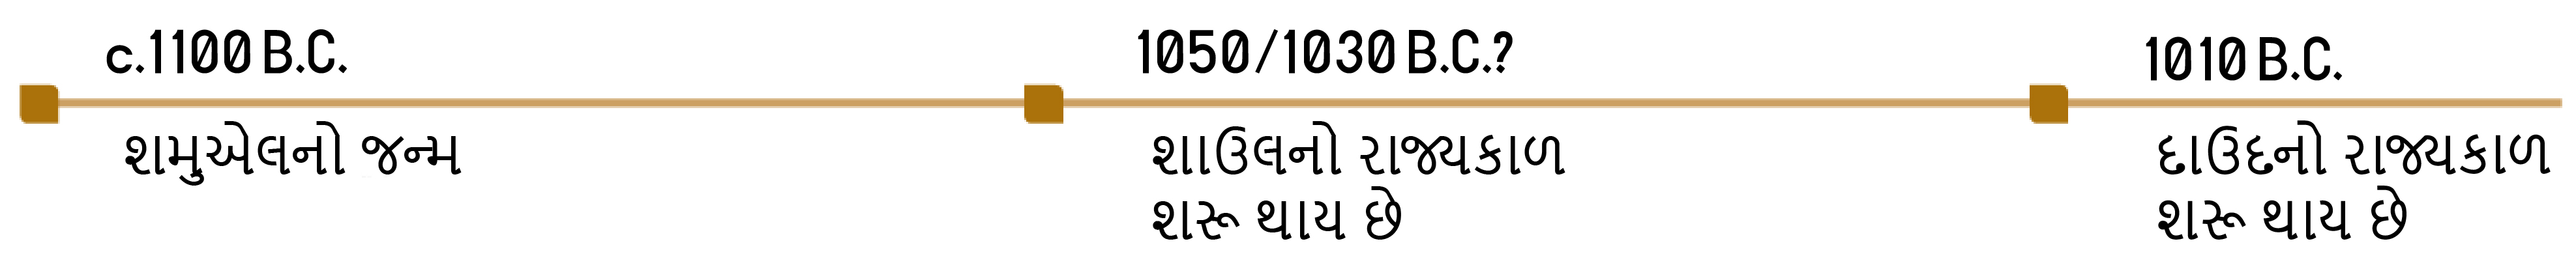 c.1100 B.C.
શમુએલનો જન્મ
1050/1030 B.C.?
શાઉલનો રાજ્યકાળ
શરૂ થાય છે
1010 B.C.
દાઉદનો રાજ્યકાળ
શરૂ થાય છે